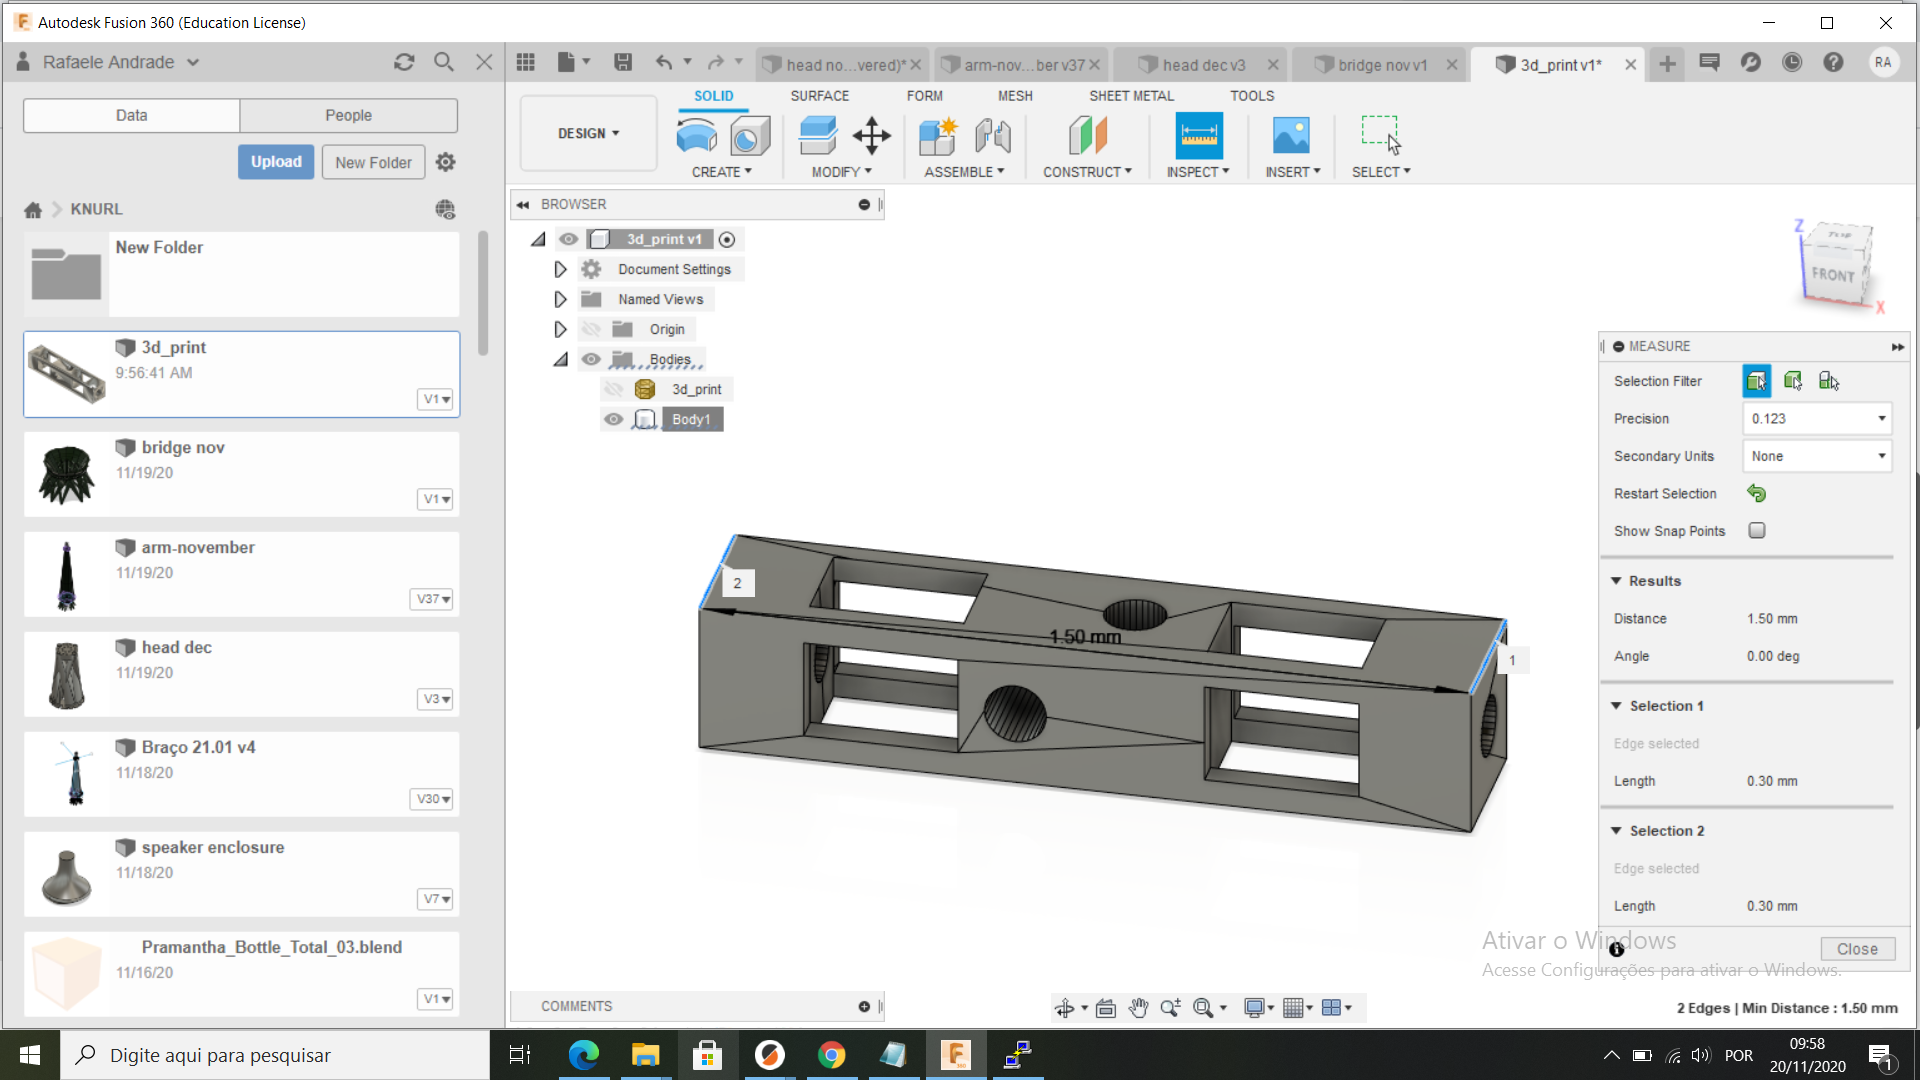 Autodesk Fusion 360 (Education License)
Rafaele Andrade
head no...vered)*
arm-nov...ber v37
head dec v3
bridge nov v1
3d_print v1*
RA
Data
People
Upload
New Folder
KNURL
New Folder
3d_print
9:56:41 AM
V1
bridge nov
11/19/20
V1
arm-november
11/19/20
V37
head dec
11/19/20
V3
Braço 21.01 v4
11/18/20
V30
speaker enclosure
11/18/20
V7
Pramantha_Bottle_Total_03.blend
11/16/20
V1
DESIGN
SOLID
SURFACE
FORM
MESH
SHEET METAL
TOOLS
CREATE
MODIFY
ASSEMBLE
CONSTRUCT
INSPECT
INSERT
SELECT
BROWSER
3d_print v1
Document Settings
Named Views
Origin
Bodies
3d_print
Body1
Z
TOP
FRONT
X
2
1.50 mm
1
MEASURE
Selection Filter
Precision
0.123
Secondary Units
None
Restart Selection
Show Snap Points
Results
Distance
1.50 mm
Angle
0.00 deg
Selection 1
Edge selected
Length
0.30 mm
Selection 2
Edge selected
Length
0.30 mm
Close
Ativar o Windows
Acesse Configurações para ativar o Windows.
COMMENTS
2 Edges | Min Distance : 1.50 mm
Digite aqui para pesquisar
POR
09:58
20/11/2020
1